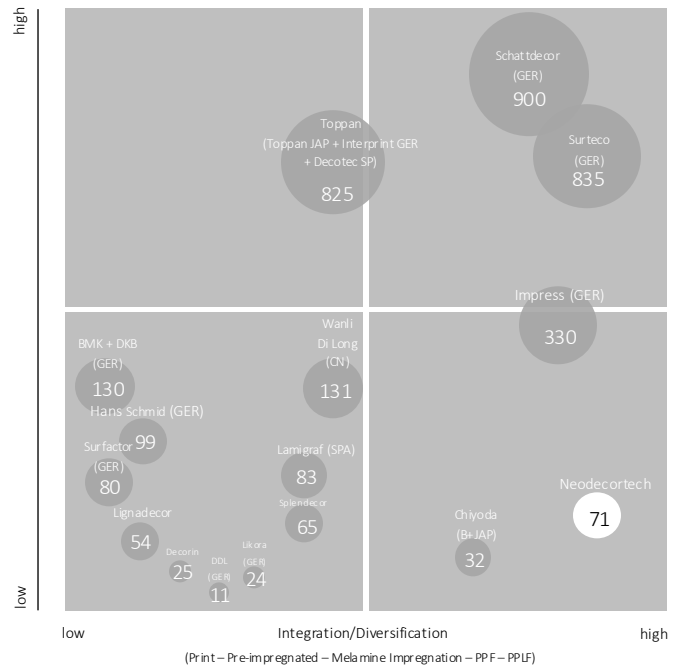 high
Schattdecor
(GER)
900
Toppan
(Toppan JAP + Interprint GER
+ Decotec SP)
825
Surteco
(GER)
835
Impress (GER)
330
Wanli
Di Long
(CN)
131
BMK + DKB
(GER)
130
Hans Schmid (GER)
99
Surfactor
(GER)
80
Lamigraf (SPA)
83
Splendecor
65
Neodecortech
71
Lignadecor
54
Chiyoda
(B+JAP)
32
Decorin
25
DDL
(GER)
11
Likora
(GER)
24
low
low
Integration/Diversification
high
(Print – Pre-impregnated – Melamine Impregnation – PPF – PPLF)